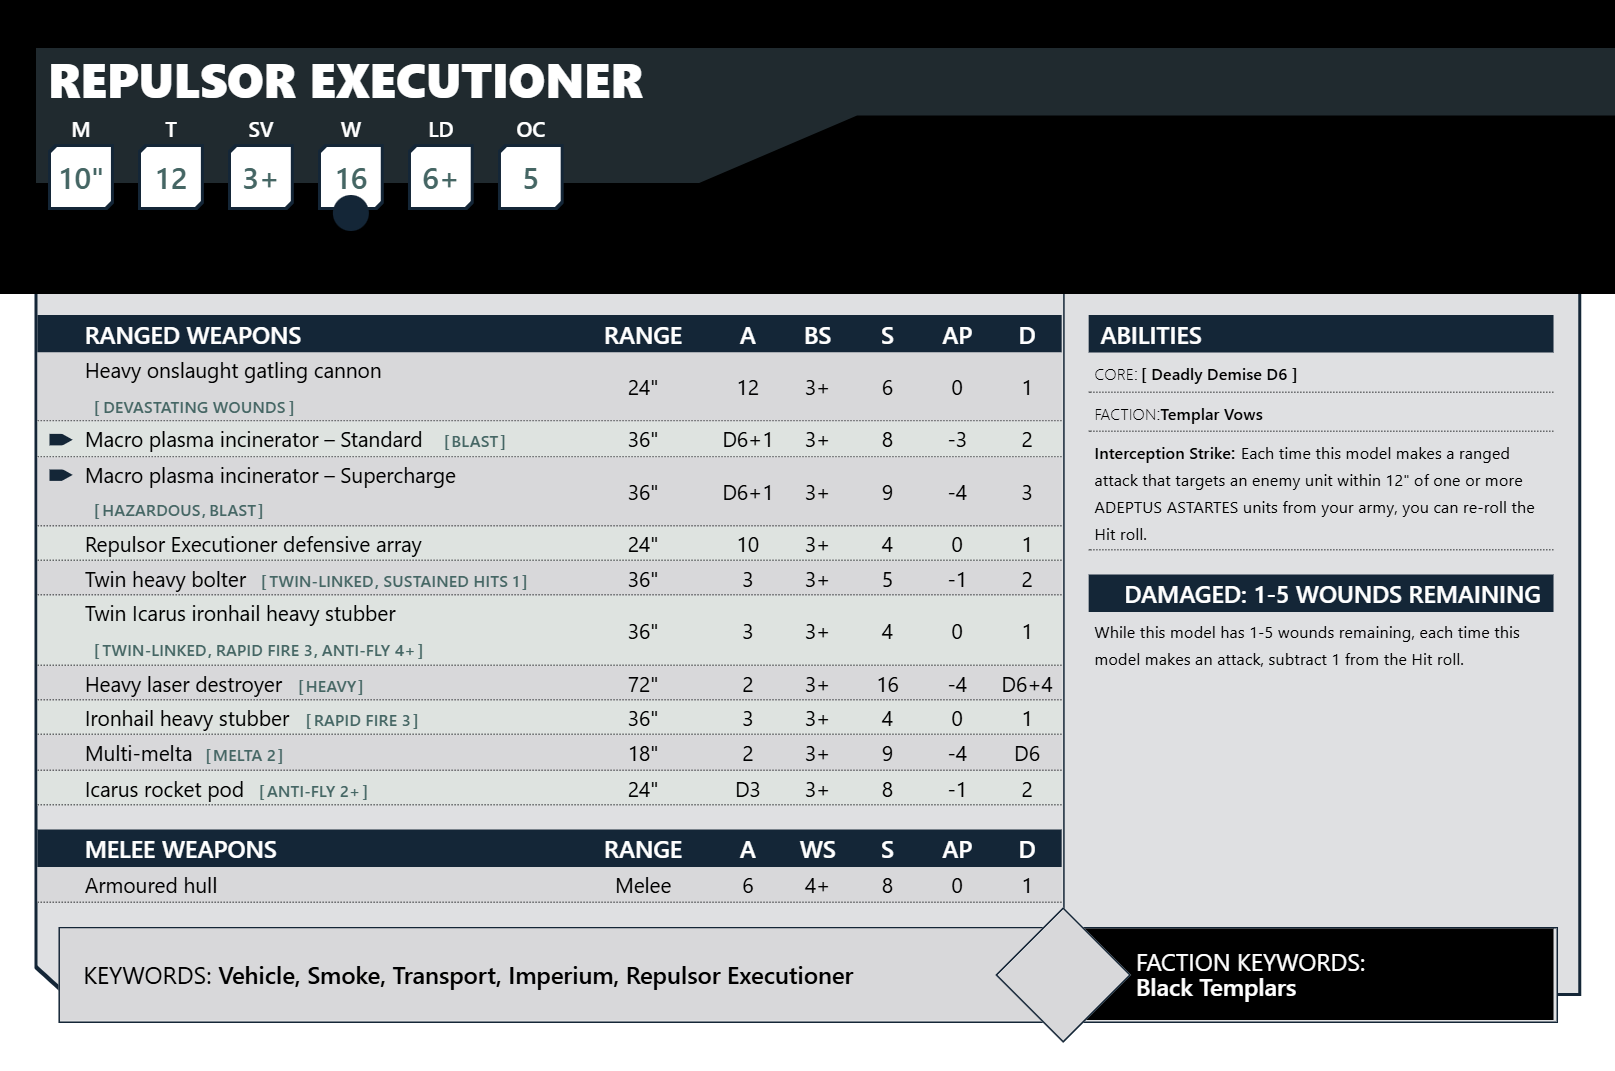 REPULSOR EXECUTIONER
M T SV W LD OC
10" 12 3+ 16 6+ 5
RANGED WEAPONS RANGE A BS S AP D
Heavy onslaught gatling cannon
[DEVASTATING WOUNDS] 24" 12 3+ 6 0 1
Macro plasma incinerator – Standard [BLAST] 36" D6+1 3+ 8 -3 2
Macro plasma incinerator – Supercharge
[HAZARDOUS, BLAST] 36" D6+1 3+ 9 -4 3
Repulsor Executioner defensive array 24" 10 3+ 4 0 1
Twin heavy bolter [TWIN-LINKED, SUSTAINED HITS 1] 36" 3 3+ 5 -1 2
Twin Icarus ironhail heavy stubber
[TWIN-LINKED, RAPID FIRE 3, ANTI-FLY 4+] 36" 3 3+ 4 0 1
Heavy laser destroyer [HEAVY] 72" 2 3+ 16 -4 D6+4
Ironhail heavy stubber [RAPID FIRE 3] 36" 3 3+ 4 0 1
Multi-melta [MELTA 2] 18" 2 3+ 9 -4 D6
Icarus rocket pod [ANTI-FLY 2+] 24" D3 3+ 8 -1 2
MELEE WEAPONS RANGE A WS S AP D
Armoured hull Melee 6 4+ 8 0 1
ABILITIES
CORE: [ Deadly Demise D6 ]
FACTION:Templar Vows
Interception Strike: Each time this model makes a ranged
attack that targets an enemy unit within 12" of one or more
ADEPTUS ASTARTES units from your army, you can re-roll the
Hit roll.
DAMAGED: 1-5 WOUNDS REMAINING
While this model has 1-5 wounds remaining, each time this
model makes an attack, subtract 1 from the Hit roll.
KEYWORDS: Vehicle, Smoke, Transport, Imperium, Repulsor Executioner
FACTION KEYWORDS:
Black Templars